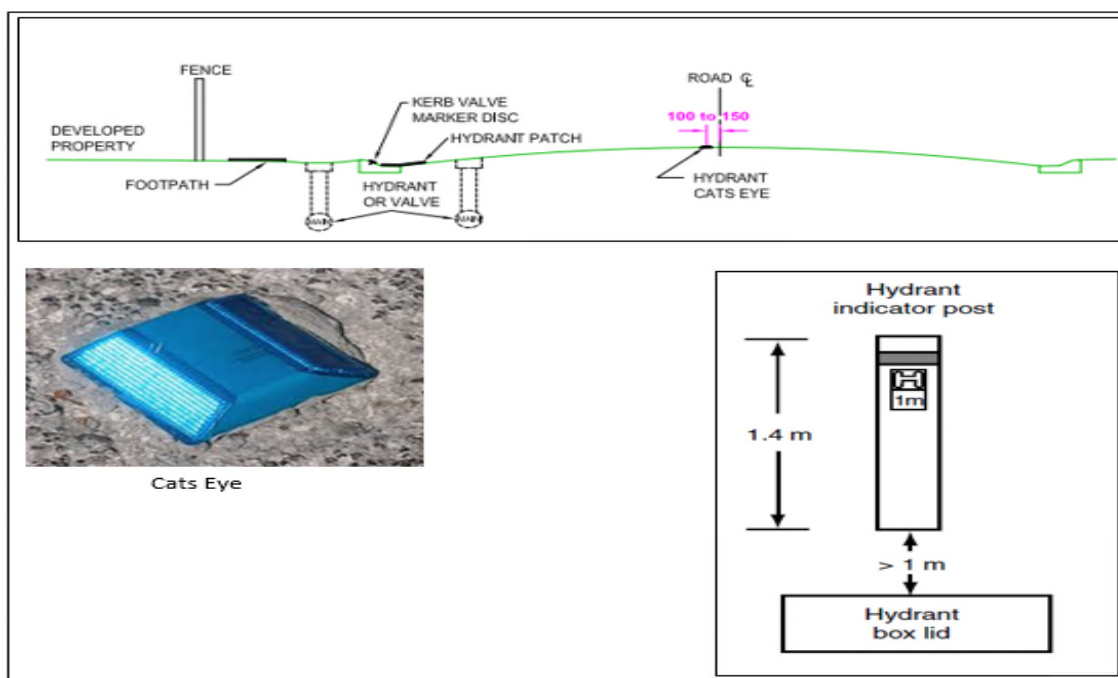 FENCE
ROAD ℄
KERB VALVE
MARKER DISC
100 to 150
DEVELOPED
PROPERTY
HYDRANT PATCH
FOOTPATH
HYDRANT
OR VALVE
HYDRANT
CATS EYE
MAIN
MAIN
Cats Eye
Hydrant
indicator post
H
1m
1.4 m
> 1 m
Hydrant
box lid